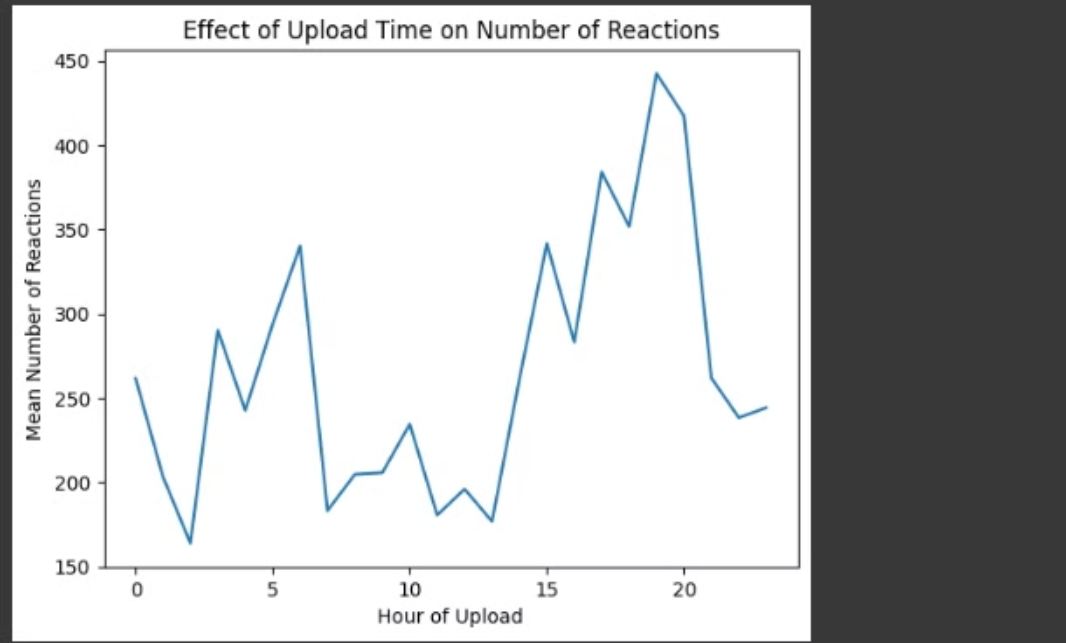 Effect of Upload Time on Number of Reactions
450
400
350
300
250
200
150
Mean Number of Reactions
0 5 10 15 20
Hour of Upload